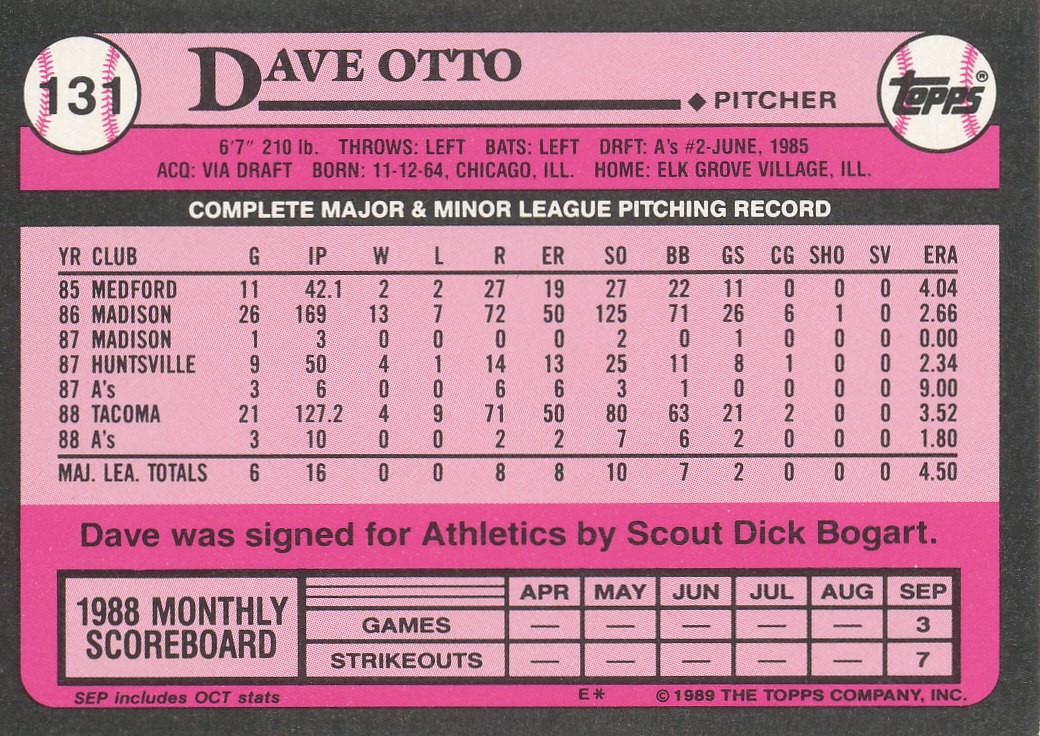 131
DAVE OTTO
◆ PITCHER
TOPPS®
6'7" 210 lb. THROWS: LEFT BATS: LEFT DRFT: A's #2-JUNE, 1985
ACQ: VIA DRAFT BORN: 11-12-64, CHICAGO, ILL. HOME: ELK GROVE VILLAGE, ILL.
COMPLETE MAJOR & MINOR LEAGUE PITCHING RECORD
YR CLUB G IP W L R ER SO BB GS CG SHO SV ERA
85 MEDFORD 11 42.1 2 2 27 19 27 22 11 0 0 0 4.04
86 MADISON 26 169 13 7 72 50 125 71 26 6 1 0 2.66
87 MADISON 1 3 0 0 0 0 2 0 1 0 0 0 0.00
87 HUNTSVILLE 9 50 4 1 14 13 25 11 8 1 0 0 2.34
87 A's 3 6 0 0 6 6 3 1 0 0 0 0 9.00
88 TACOMA 21 127.2 4 9 71 50 80 63 21 2 0 0 3.52
88 A's 3 10 0 0 2 2 7 6 2 0 0 0 1.80
MAJ. LEA. TOTALS 6 16 0 0 8 8 10 7 2 0 0 0 4.50
Dave was signed for Athletics by Scout Dick Bogart.
1988 MONTHLY
SCOREBOARD
APR MAY JUN JUL AUG SEP
GAMES — — — — — 3
STRIKEOUTS — — — — — 7
SEP includes OCT stats
E*
© 1989 THE TOPPS COMPANY, INC.